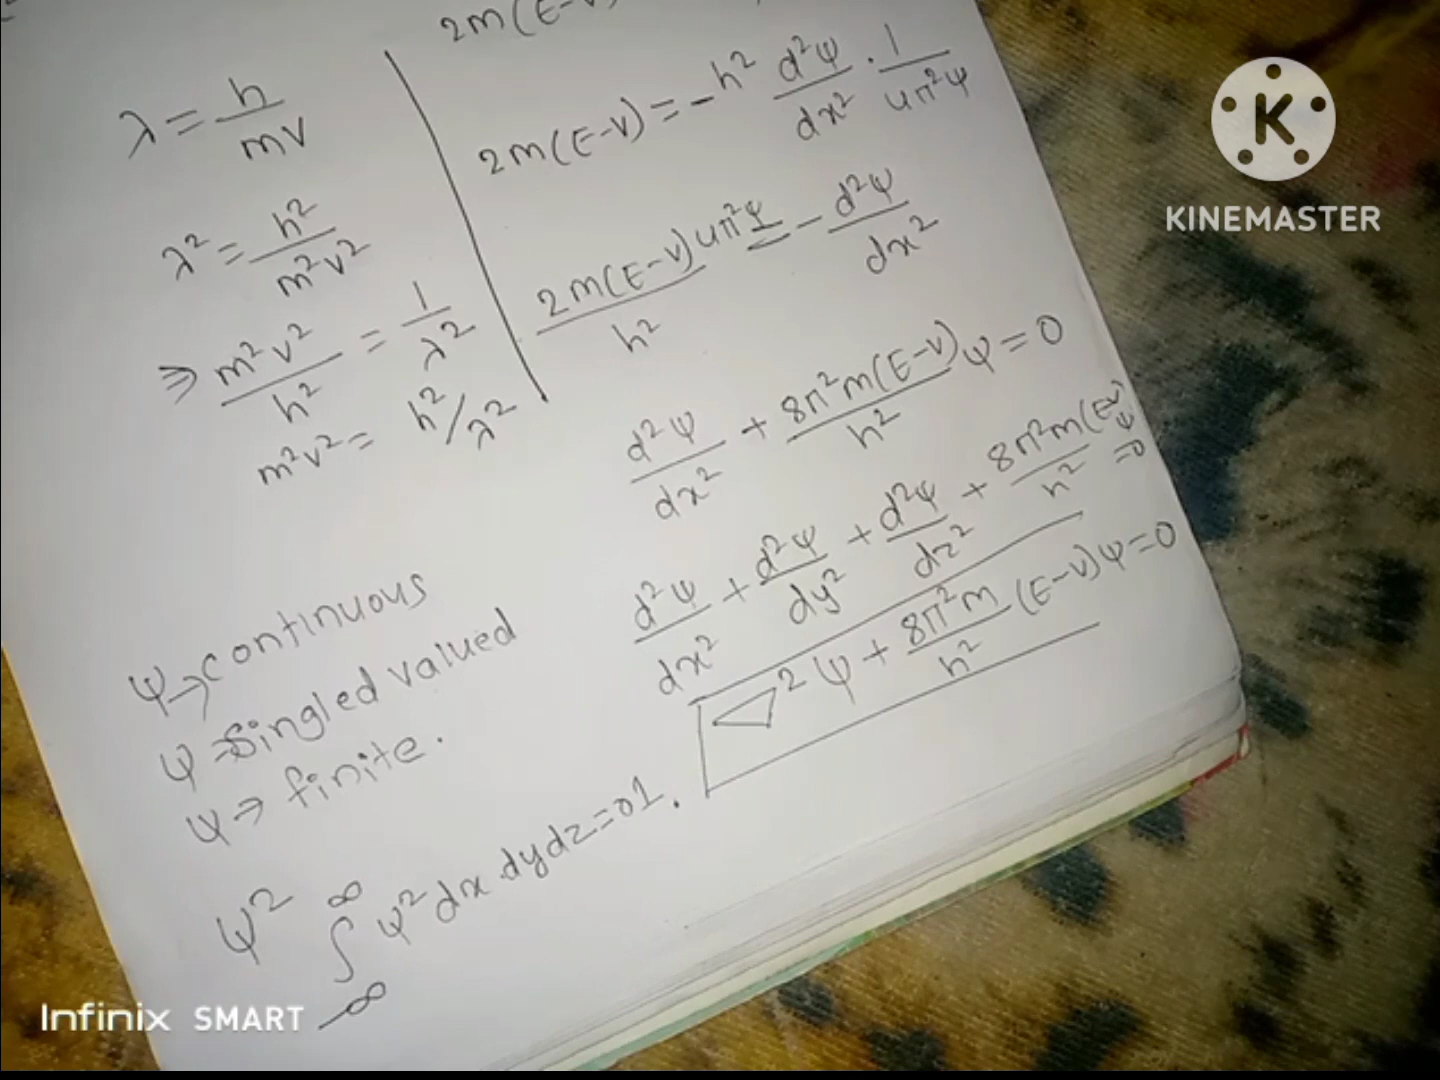 2m(E-V)
λ = h/mv
λ² = h²/m²v²
⇒ m²v²/h² = 1/λ²
m²v² = h²/λ²
2m(E-V) = -h² d²ψ/dx² . 1/4π²ψ
2m(E-V)4π²ψ/h² = - d²ψ/dx²
d²ψ/dx² + 8π²m(E-V)/h² ψ = 0
d²ψ/dx² + d²ψ/dy² + d²ψ/dz² + 8π²m(E-V)/h² ψ = 0
∇²ψ + 8π²m/h² (E-V)ψ = 0
ψ → continuous
ψ → Singled valued
ψ → finite.
ψ² ∫ ∞ -∞ ψ² dx dy dz = 01.
K
KINEMASTER
Infinix SMART